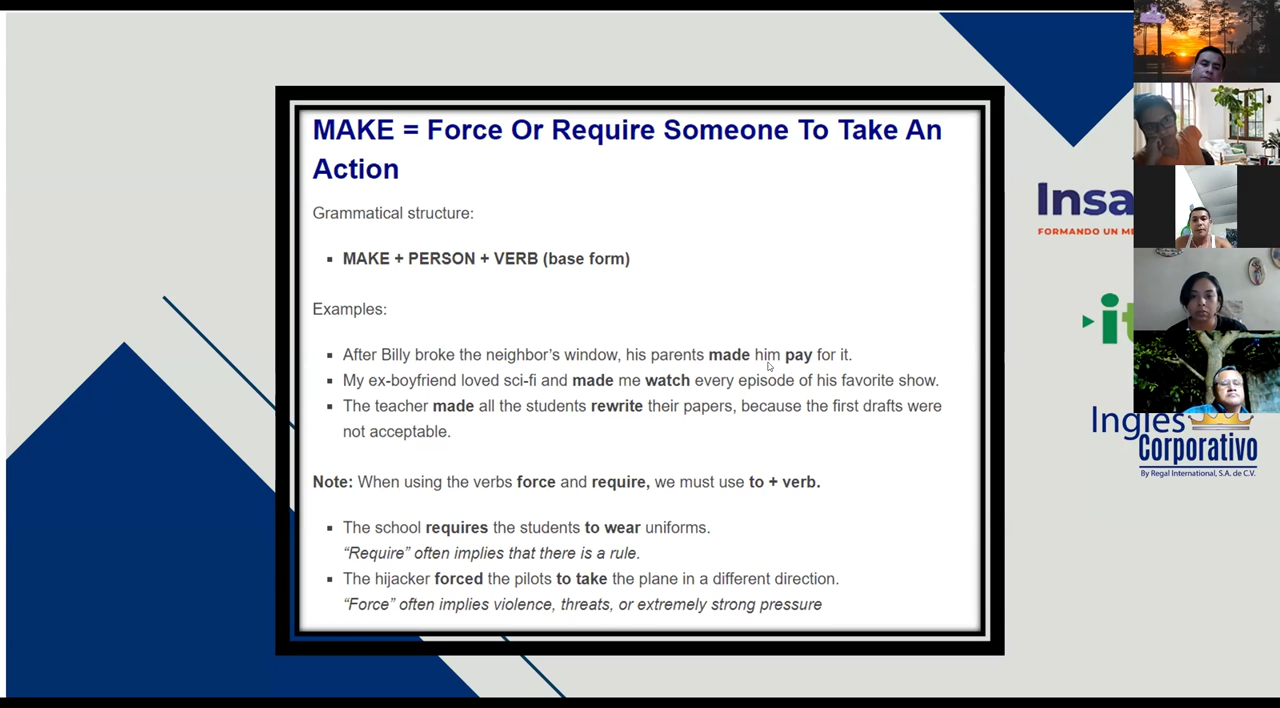 MAKE = Force Or Require Someone To Take An
Action
Grammatical structure:
MAKE + PERSON + VERB (base form)
Examples:
After Billy broke the neighbor’s window, his parents made him pay for it.
My ex-boyfriend loved sci-fi and made me watch every episode of his favorite show.
The teacher made all the students rewrite their papers, because the first drafts were
not acceptable.
Note: When using the verbs force and require, we must use to + verb.
The school requires the students to wear uniforms.
“Require” often implies that there is a rule.
The hijacker forced the pilots to take the plane in a different direction.
“Force” often implies violence, threats, or extremely strong pressure
Insa
FORMANDO UN M
it
Ingles
Corporativo
By Regal International, S.A. de C.V.